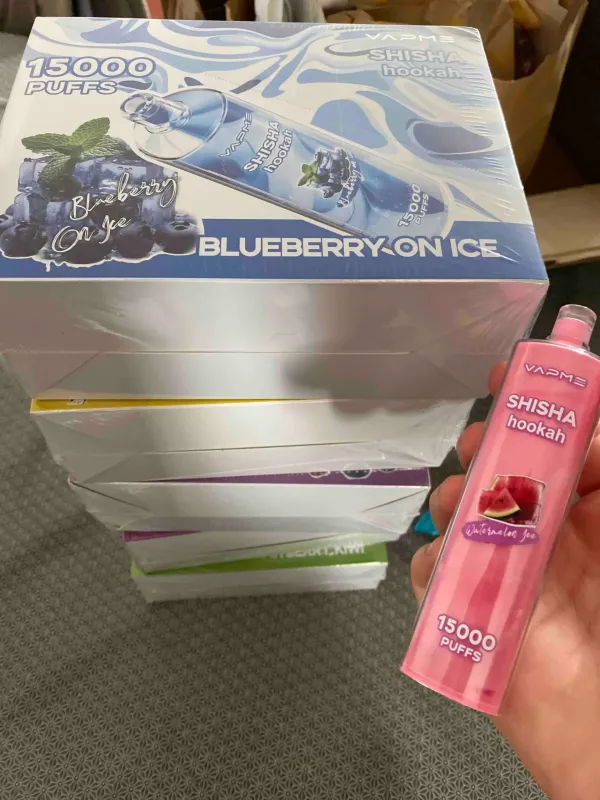 VAPME
SHISHA
hookah
15000
PUFFS
VAPME
SHISHA
hookah
15000
PUFFS
Blueberry
On Ice
BLUEBERRY ON ICE
KIWI
VAPME
SHISHA
hookah
Watermelon Ice
15000
PUFFS